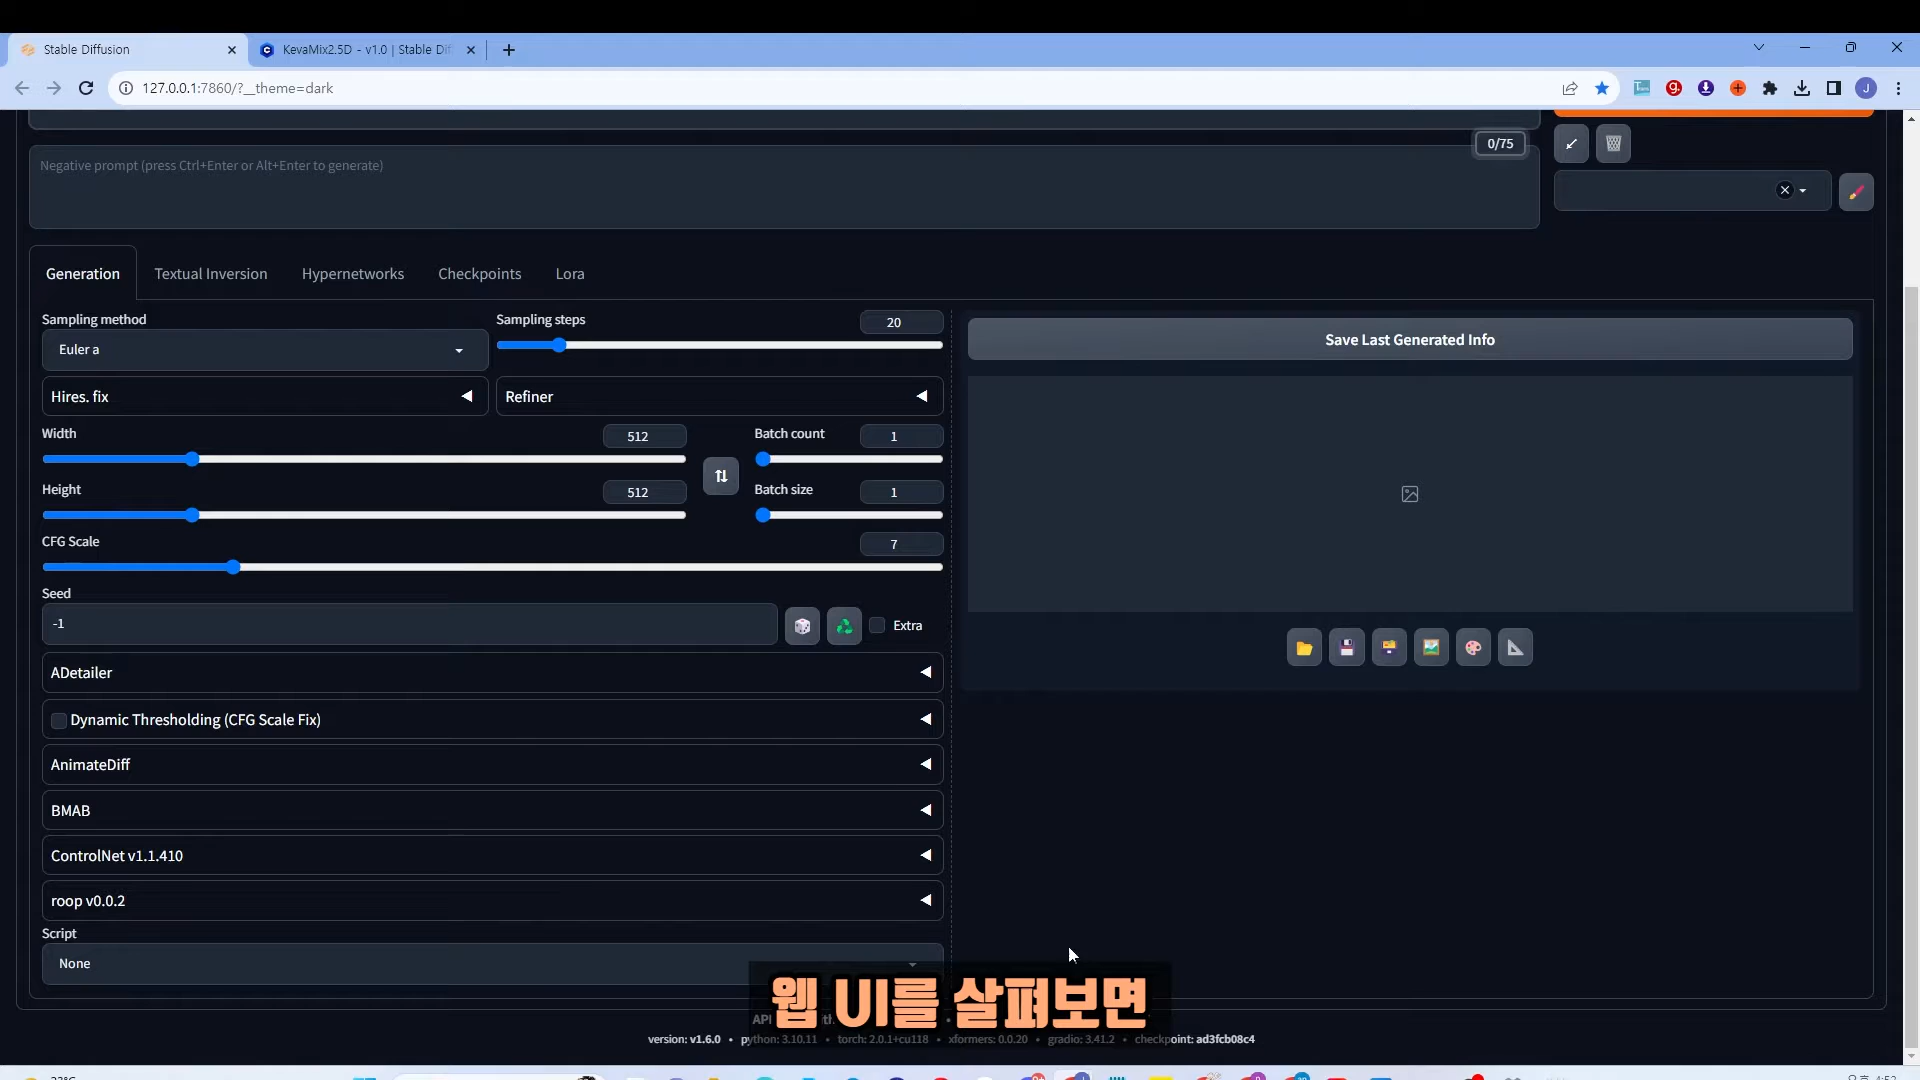 Stable Diffusion
KevaMix2.5D - v1.0 | Stable Dif
127.0.0.1:7860/?__theme=dark
J
0/75
Negative prompt (press Ctrl+Enter or Alt+Enter to generate)
Generation
Textual Inversion
Hypernetworks
Checkpoints
Lora
Sampling method
Sampling steps
20
Euler a
Save Last Generated Info
Hires. fix
Refiner
Width
512
Batch count
1
Height
512
Batch size
1
CFG Scale
7
Seed
-1
Extra
ADetailer
Dynamic Thresholding (CFG Scale Fix)
AnimateDiff
BMAB
ControlNet v1.1.410
roop v0.0.2
Script
None
웹 UI를 살펴보면
API
version: v1.6.0 • python: 3.10.11 • torch: 2.0.1+cu118 • xformers: 0.0.20 • gradio: 3.41.2 • checkpoint: ad3fcb08c4